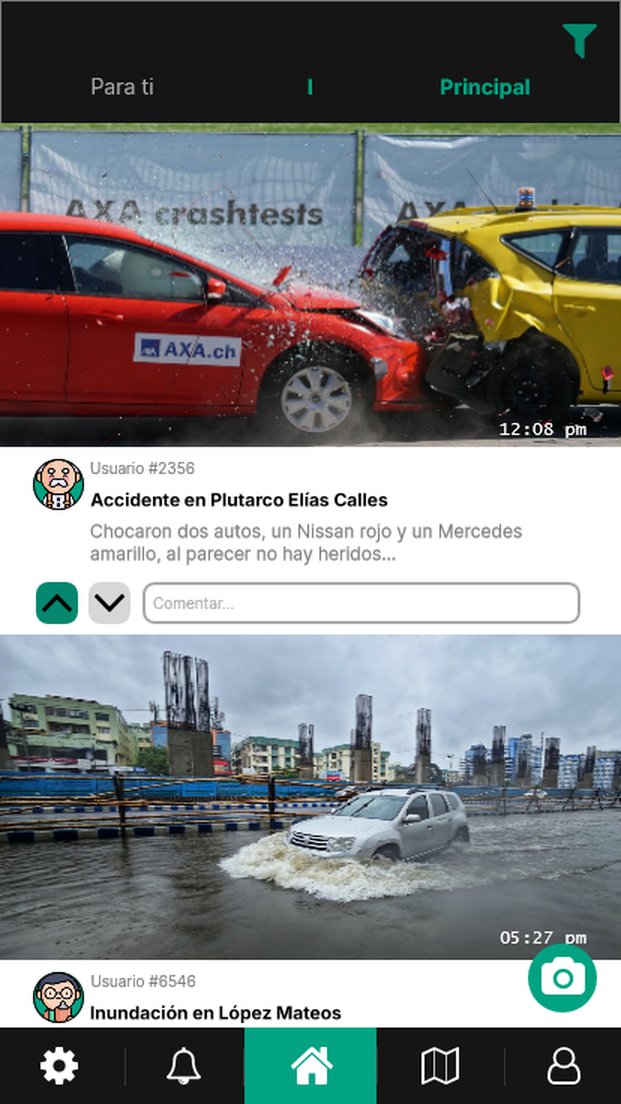 Para ti
I
Principal
AXA crashtests
AXA
AXA.ch
12:08 pm
Usuario #2356
Accidente en Plutarco Elías Calles
Chocaron dos autos, un Nissan rojo y un Mercedes
amarillo, al parecer no hay heridos...
Comentar...
05:27 pm
Usuario #6546
Inundación en López Mateos